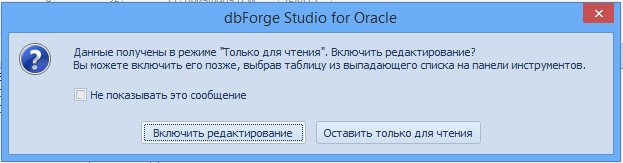 dbForge Studio for Oracle
Данные получены в режиме "Только для чтения". Включить редактирование?
Вы можете включить его позже, выбрав таблицу из выпадающего списка на панели инструментов.
Не показывать это сообщение
Включить редактирование
Оставить только для чтения